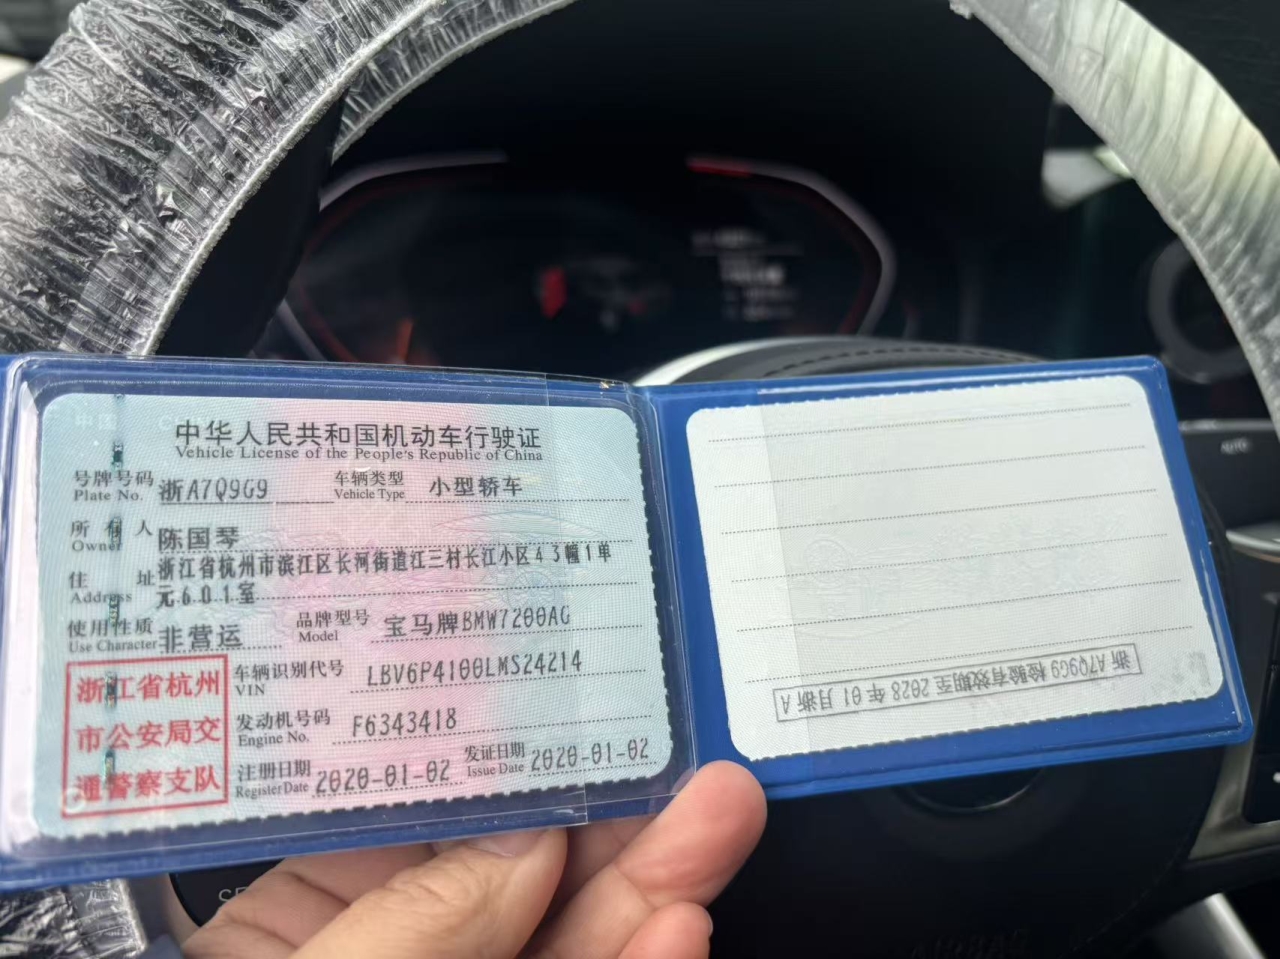 中华人民共和国机动车行驶证
Vehicle License of the People's Republic of China
号牌号码 浙A7Q9G9 车辆类型 小型轿车
Plate No. Vehicle Type
所有人 陈国琴
Owner
住址 浙江省杭州市滨江区长河街道江三村长江小区43幢1单
Address 元601室
使用性质 非营运 品牌型号 宝马牌BMW7200AG
Use Character Model
浙江省杭州
市公安局交
通警察支队
车辆识别代号 LBV6P4100LMS24214
VIN
发动机号码 F6343418
Engine No.
注册日期 2020-01-02 发证日期 2020-01-02
Register Date Issue Date
浙A7Q9G9 检验有效期至 2028 年 01 月浙A
AUTO